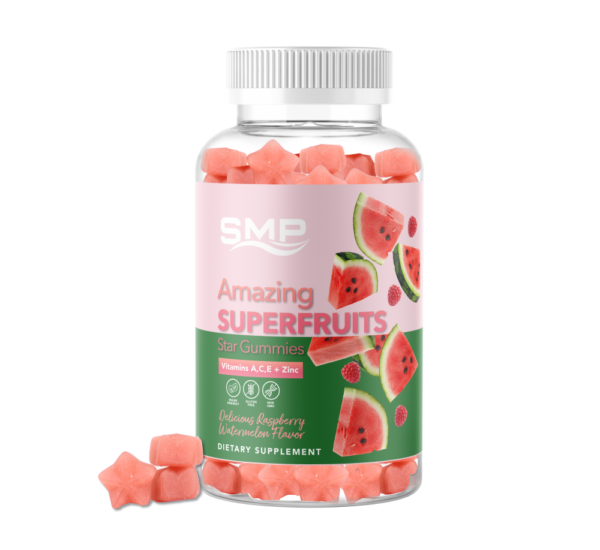 SMP
Amazing
SUPERFRUITS
Star Gummies
Vitamins A,C,E + Zinc
Delicious Raspberry
Watermelon Flavor
DIETARY SUPPLEMENT